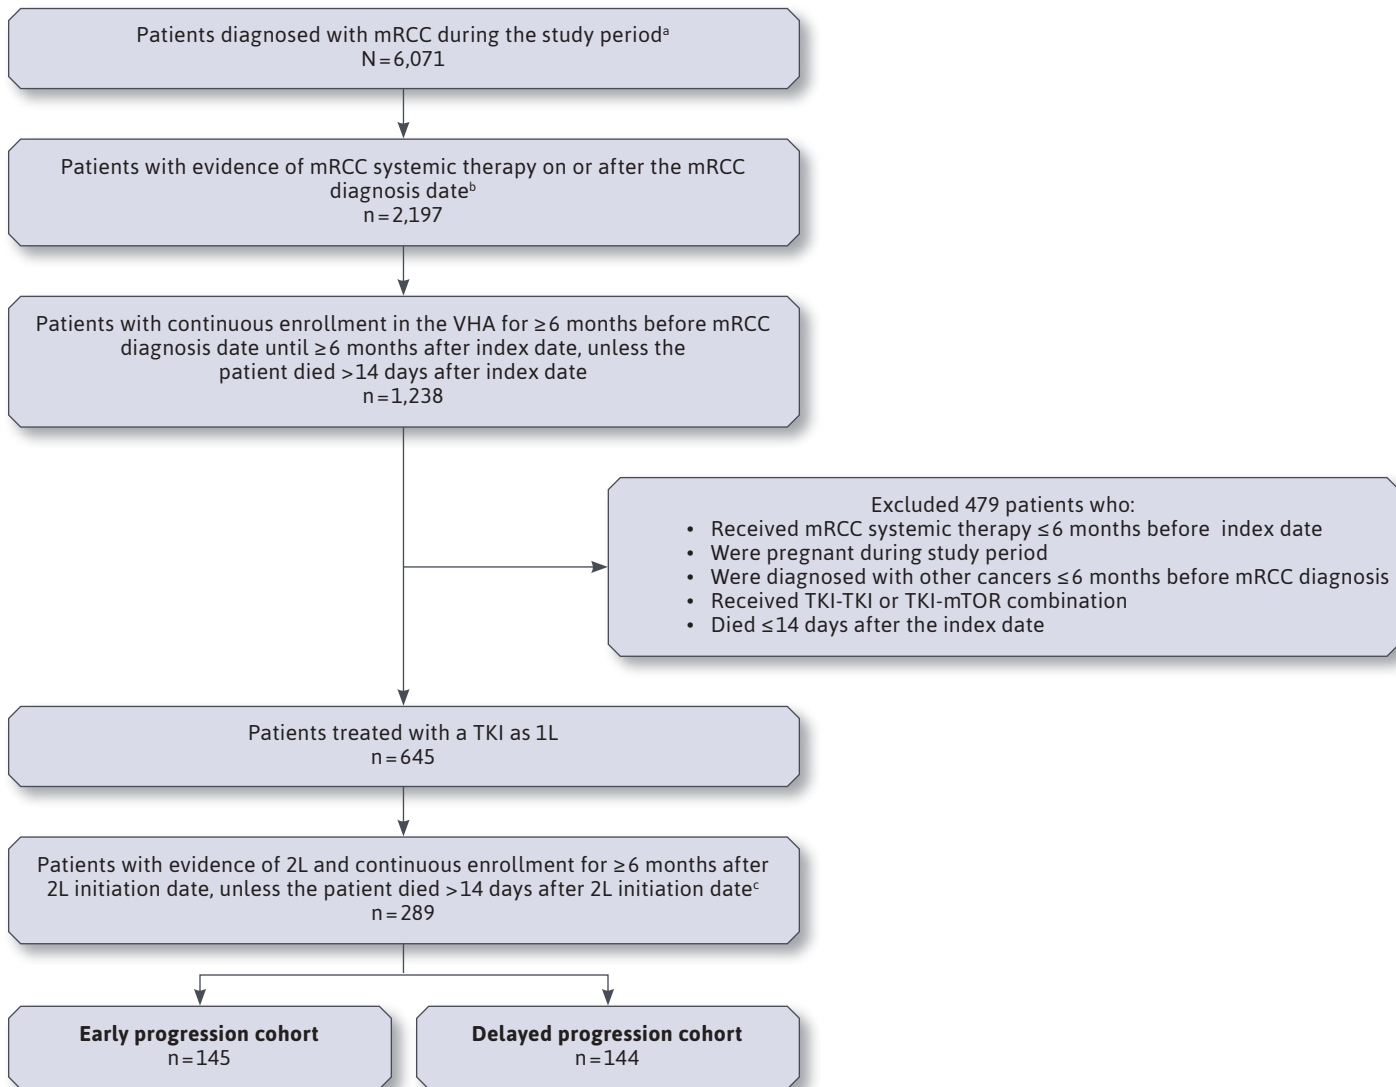 Patients diagnosed with mRCC during the study periodᵃ
N=6,071
Patients with evidence of mRCC systemic therapy on or after the mRCC
diagnosis dateᵇ
n=2,197
Patients with continuous enrollment in the VHA for ≥6 months before mRCC
diagnosis date until ≥6 months after index date, unless the
patient died >14 days after index date
n=1,238
Excluded 479 patients who:
• Received mRCC systemic therapy ≤6 months before index date
• Were pregnant during study period
• Were diagnosed with other cancers ≤6 months before mRCC diagnosis
• Received TKI-TKI or TKI-mTOR combination
• Died ≤14 days after the index date
Patients treated with a TKI as 1L
n=645
Patients with evidence of 2L and continuous enrollment for ≥6 months after
2L initiation date, unless the patient died >14 days after 2L initiation dateᶜ
n=289
Early progression cohort
n=145
Delayed progression cohort
n=144